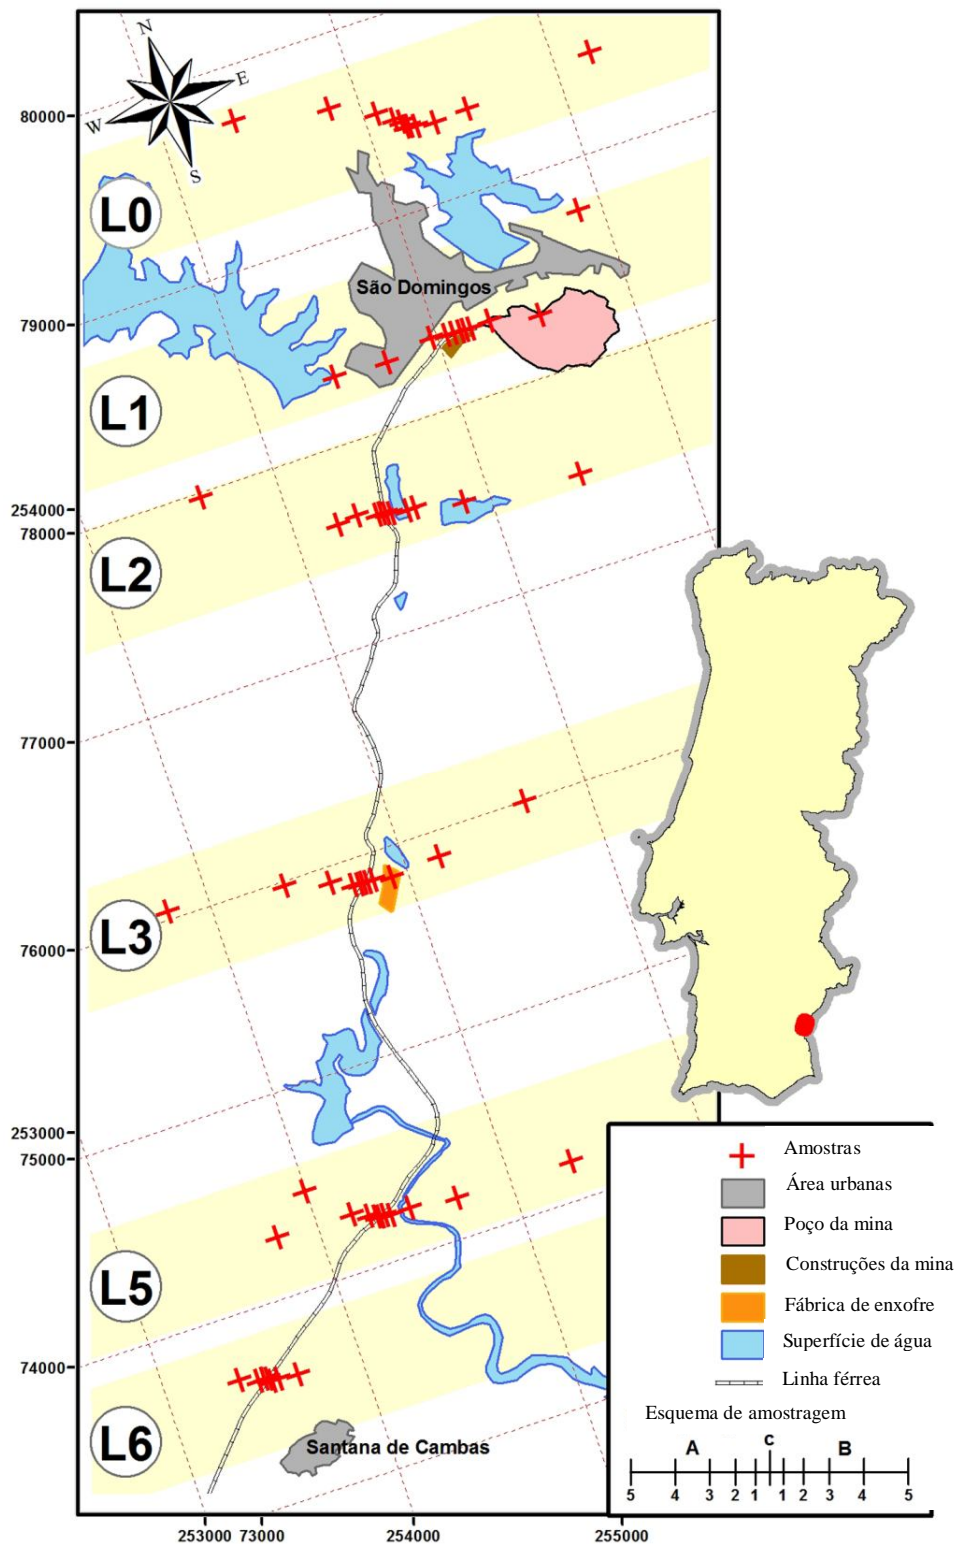 N
E
W
S
80000
L0
São Domingos
79000
L1
254000
78000
L2
77000
L3
76000
253000
75000
L5
74000
L6
Santana de Cambas
253000 73000 254000 255000
Amostras
Área urbanas
Poço da mina
Construções da mina
Fábrica de enxofre
Superfície de água
Linha férrea
Esquema de amostragem
A C B
5 4 3 2 1 1 2 3 4 5